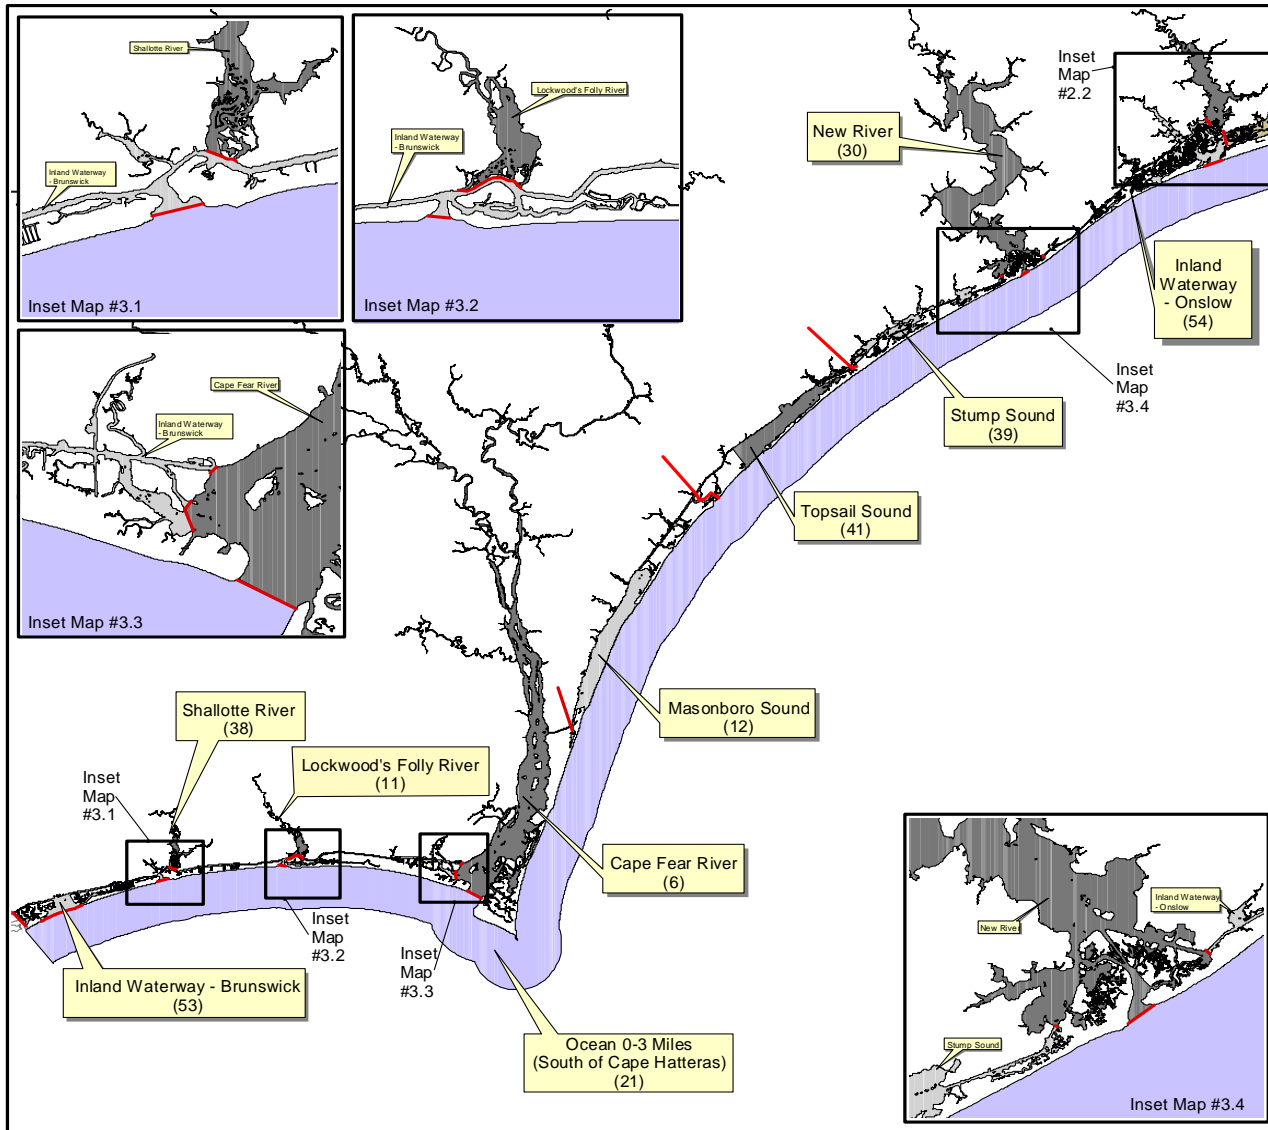 Shallotte River
Inland Waterway
- Brunswick
Inset Map #3.1
Lockwood's Folly River
Inland Waterway
- Brunswick
Inset Map #3.2
Cape Fear River
Inland Waterway
- Brunswick
Inset Map #3.3
New River
(30)
Inset
Map
#2.2
Inland
Waterway
- Onslow
(54)
Inset
Map
#3.4
Stump Sound
(39)
Topsail Sound
(41)
Masonboro Sound
(12)
Shallotte River
(38)
Lockwood's Folly River
(11)
Inset
Map
#3.1
Cape Fear River
(6)
Inset
Map
#3.2
Inset
Map
#3.3
Inland Waterway - Brunswick
(53)
Ocean 0-3 Miles
(South of Cape Hatteras)
(21)
Inland Waterway
- Onslow
New River
Stump Sound
Inset Map #3.4